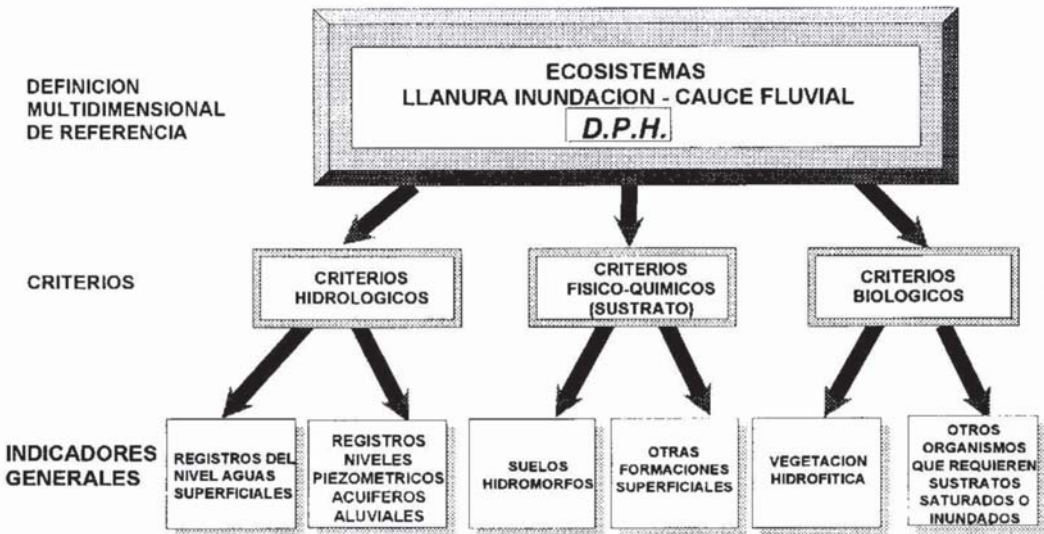 DEFINICION
MULTIDIMENSIONAL
DE REFERENCIA
ECOSISTEMAS
LLANURA INUNDACION - CAUCE FLUVIAL
D.P.H.
CRITERIOS
CRITERIOS
HIDROLOGICOS
CRITERIOS
FISICO-QUIMICOS
(SUSTRATO)
CRITERIOS
BIOLOGICOS
INDICADORES
GENERALES
REGISTROS DEL
NIVEL AGUAS
SUPERFICIALES
REGISTROS
NIVELES
PIEZOMETRICOS
ACUIFEROS
ALUVIALES
SUELOS
HIDROMORFOS
OTRAS
FORMACIONES
SUPERFICIALES
VEGETACION
HIDROFITICA
OTROS
ORGANISMOS
QUE REQUIEREN
SUSTRATOS
SATURADOS O
INUNDADOS